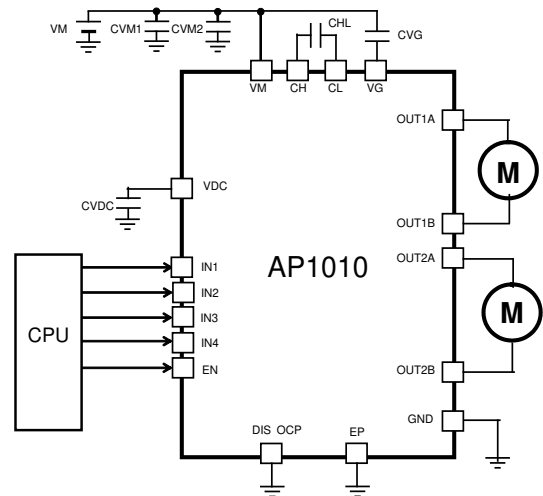 CHL
VM CVM1 CVM2 CVG
VM CH CL VG
OUT1A
M
VDC
CVDC
OUT1B
AP1010
OUT2A
IN1
IN2
M
IN3
CPU
IN4
EN
OUT2B
GND
DIS OCP EP